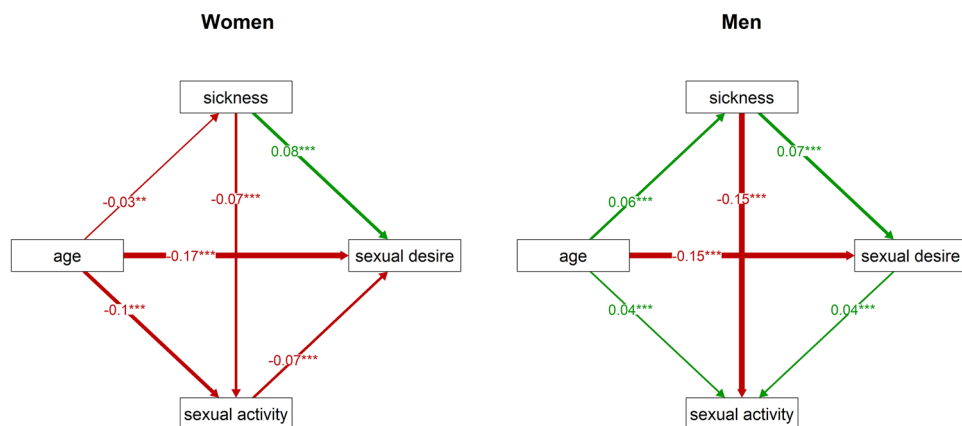 Women
Men
sickness
sickness
0.08***
0.07***
-0.03**
-0.07***
0.06***
-0.15***
age
-0.17***
sexual desire
age
-0.15***
sexual desire
-0.1***
0.04***
0.04***
-0.07***
sexual activity
sexual activity